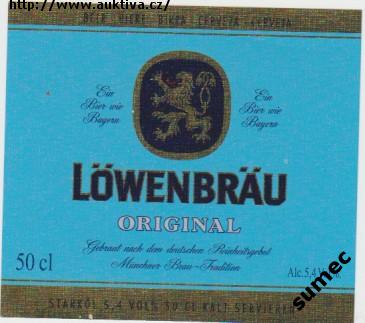 http://www.auktiva.cz/
BEER BIERE BIRRA CERVEZA CERVEJA
Ein
Bier wie
Bayern
Ein
Bier wie
Bayern
LÖWENBRÄU
ORIGINAL
Gebraut nach dem deutschen Reinheitsgebot
50 cl
Münchner Brau-Tradition
Alc. 5,4
STARKÖL 5,4 VOL% 50 CL KALT SERVIEREN
sumec